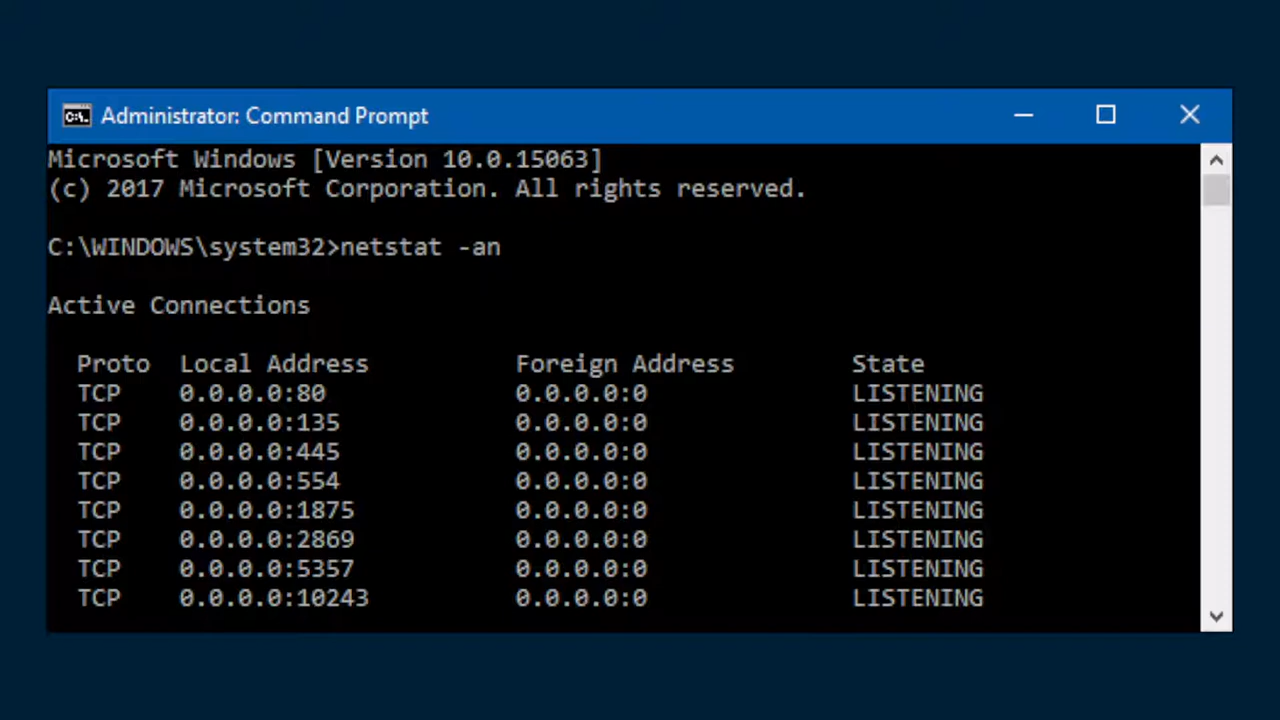 Administrator: Command Prompt
Microsoft Windows [Version 10.0.15063]
(c) 2017 Microsoft Corporation. All rights reserved.
C:\WINDOWS\system32>netstat -an
Active Connections
Proto Local Address Foreign Address State
TCP 0.0.0.0:80 0.0.0.0:0 LISTENING
TCP 0.0.0.0:135 0.0.0.0:0 LISTENING
TCP 0.0.0.0:445 0.0.0.0:0 LISTENING
TCP 0.0.0.0:554 0.0.0.0:0 LISTENING
TCP 0.0.0.0:1875 0.0.0.0:0 LISTENING
TCP 0.0.0.0:2869 0.0.0.0:0 LISTENING
TCP 0.0.0.0:5357 0.0.0.0:0 LISTENING
TCP 0.0.0.0:10243 0.0.0.0:0 LISTENING